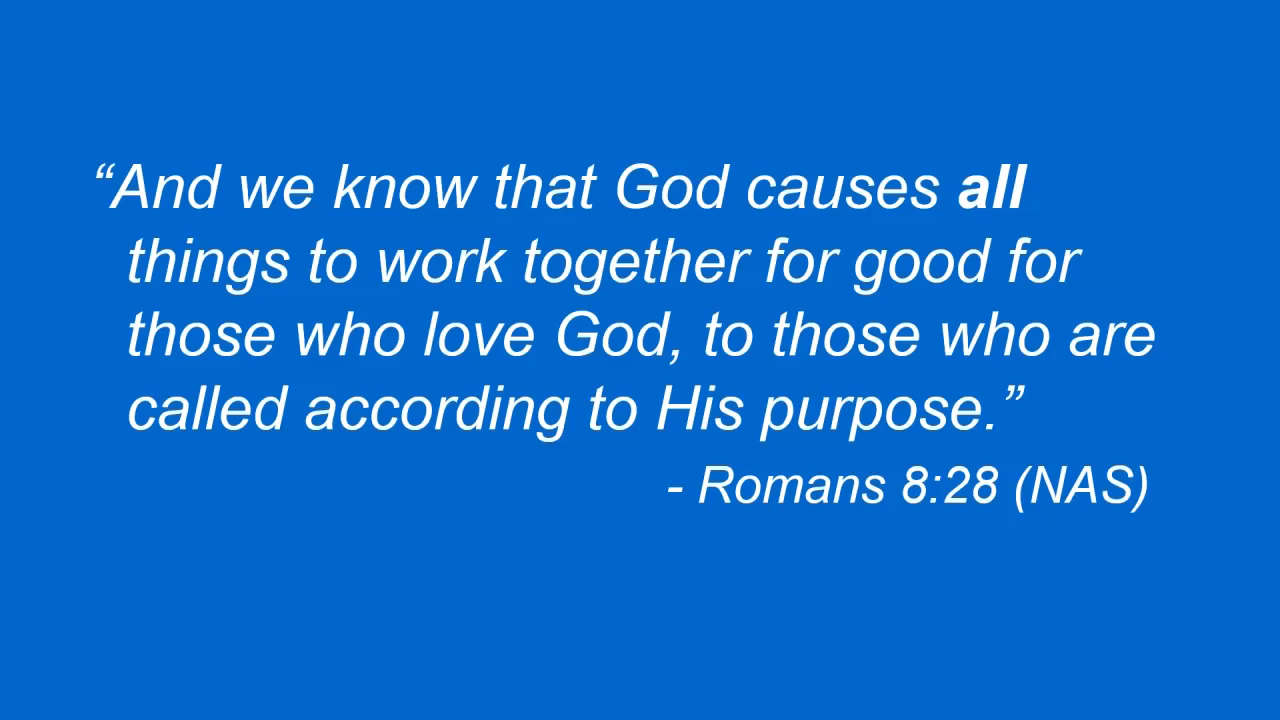 “And we know that God causes all
things to work together for good for
those who love God, to those who are
called according to His purpose.”
- Romans 8:28 (NAS)